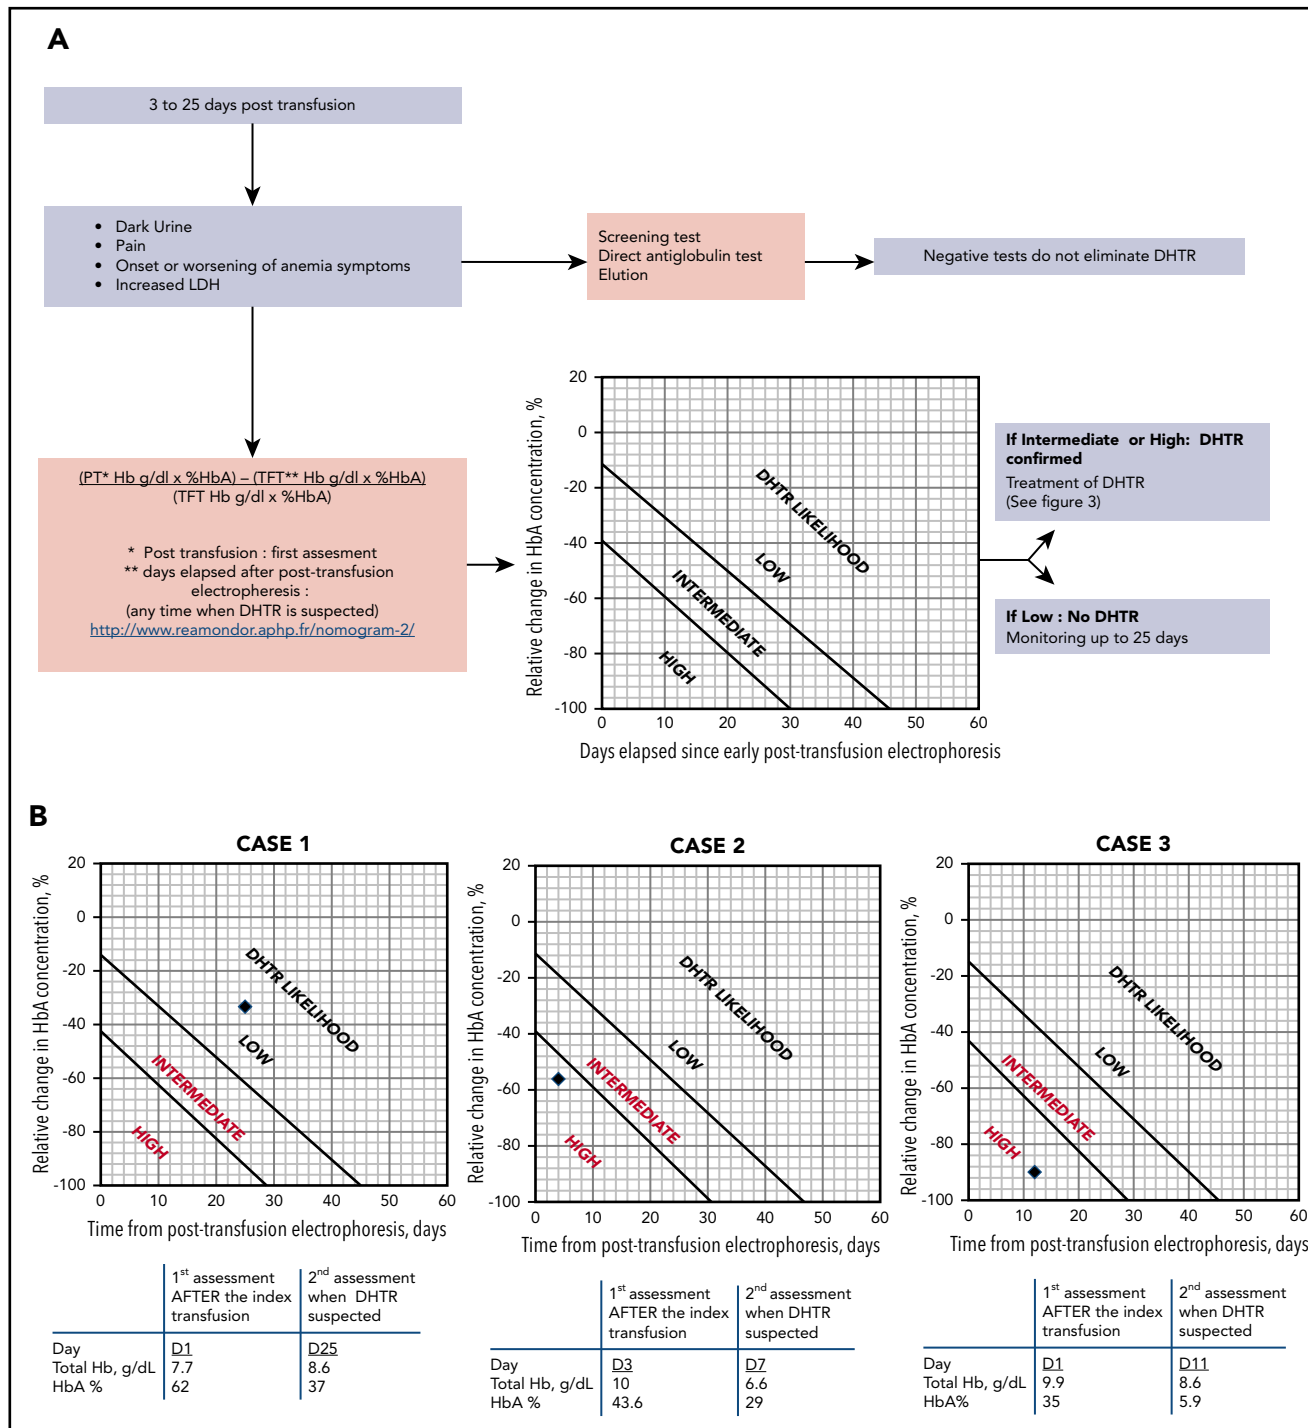 A
3 to 25 days post transfusion
• Dark Urine
• Pain
• Onset or worsening of anemia symptoms
• Increased LDH
Screening test
Direct antiglobulin test
Elution
Negative tests do not eliminate DHTR
(PT* Hb g/dl x %HbA) – (TFT** Hb g/dl x %HbA)
(TFT Hb g/dl x %HbA)
* Post transfusion : first assesment
** days elapsed after post-transfusion
electropheresis :
(any time when DHTR is suspected)
http://www.reamondor.aphp.fr/nomogram-2/
Relative change in HbA concentration, %
20
0
-20
-40
-60
-80
-100
DHTR LIKELIHOOD
LOW
INTERMEDIATE
HIGH
0 10 20 30 40 50 60
Days elapsed since early post-transfusion electrophoresis
If Intermediate or High: DHTR
confirmed
Treatment of DHTR
(See figure 3)
If Low : No DHTR
Monitoring up to 25 days
B
CASE 1
Relative change in HbA concentration, %
20
0
-20
-40
-60
-80
-100
DHTR LIKELIHOOD
LOW
INTERMEDIATE
HIGH
0 10 20 30 40 50 60
Time from post-transfusion electrophoresis, days
1st assessment AFTER the index transfusion
2nd assessment when DHTR suspected
Day D1 D25
Total Hb, g/dL 7.7 8.6
HbA % 62 37
CASE 2
Relative change in HbA concentration, %
20
0
-20
-40
-60
-80
-100
DHTR LIKELIHOOD
LOW
INTERMEDIATE
HIGH
0 10 20 30 40 50 60
Time from post-transfusion electrophoresis, days
1st assessment AFTER the index transfusion
2nd assessment when DHTR suspected
Day D3 D7
Total Hb, g/dL 10 6.6
HbA % 43.6 29
CASE 3
Relative change in HbA concentration, %
20
0
-20
-40
-60
-80
-100
DHTR LIKELIHOOD
LOW
INTERMEDIATE
HIGH
0 10 20 30 40 50 60
Time from post-transfusion electrophoresis, days
1st assessment AFTER the index transfusion
2nd assessment when DHTR suspected
Day D1 D11
Total Hb, g/dL 9.9 8.6
HbA% 35 5.9